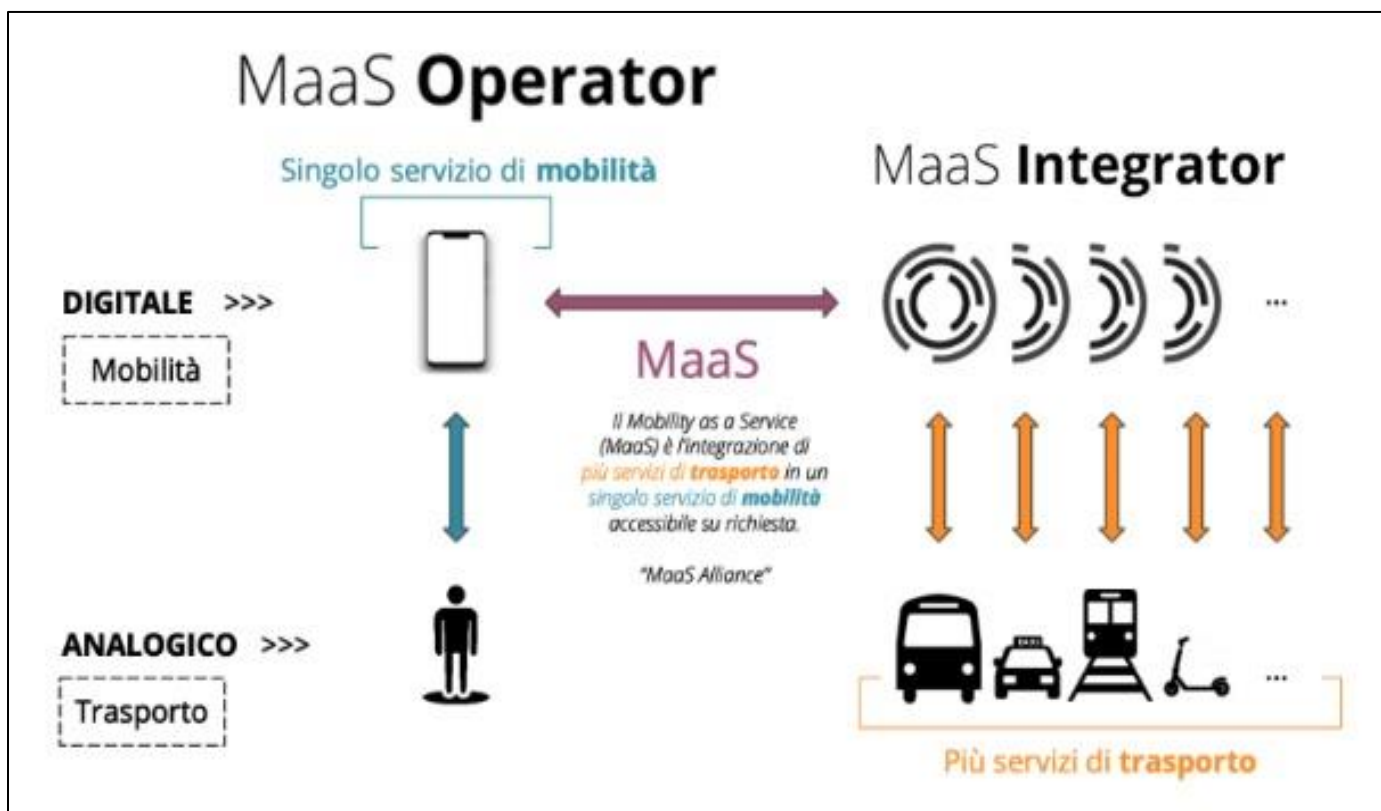 MaaS Operator
Singolo servizio di mobilità
MaaS Integrator
DIGITALE >>>
Mobilità
...
MaaS
Il Mobility as a Service
(MaaS) è l'integrazione di
più servizi di trasporto in un
singolo servizio di mobilità
accessibile su richiesta.
"MaaS Alliance"
ANALOGICO >>>
Trasporto
TAXI
...
Più servizi di trasporto